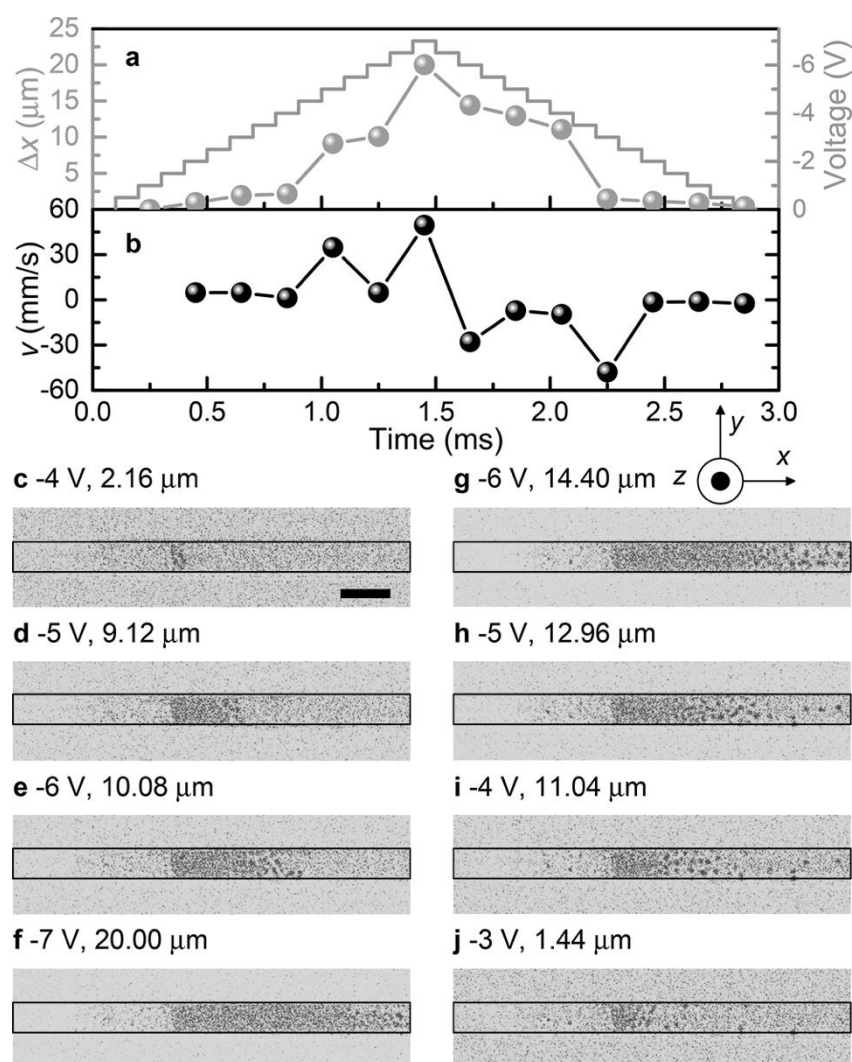 a
25
20
15
10
5
Δx (μm)
-6
-4
-2
0
Voltage (V)
b
60
30
0
-30
-60
v (mm/s)
0.0 0.5 1.0 1.5 2.0 2.5 3.0
Time (ms)
y
z x
c -4 V, 2.16 μm
d -5 V, 9.12 μm
e -6 V, 10.08 μm
f -7 V, 20.00 μm
g -6 V, 14.40 μm
h -5 V, 12.96 μm
i -4 V, 11.04 μm
j -3 V, 1.44 μm